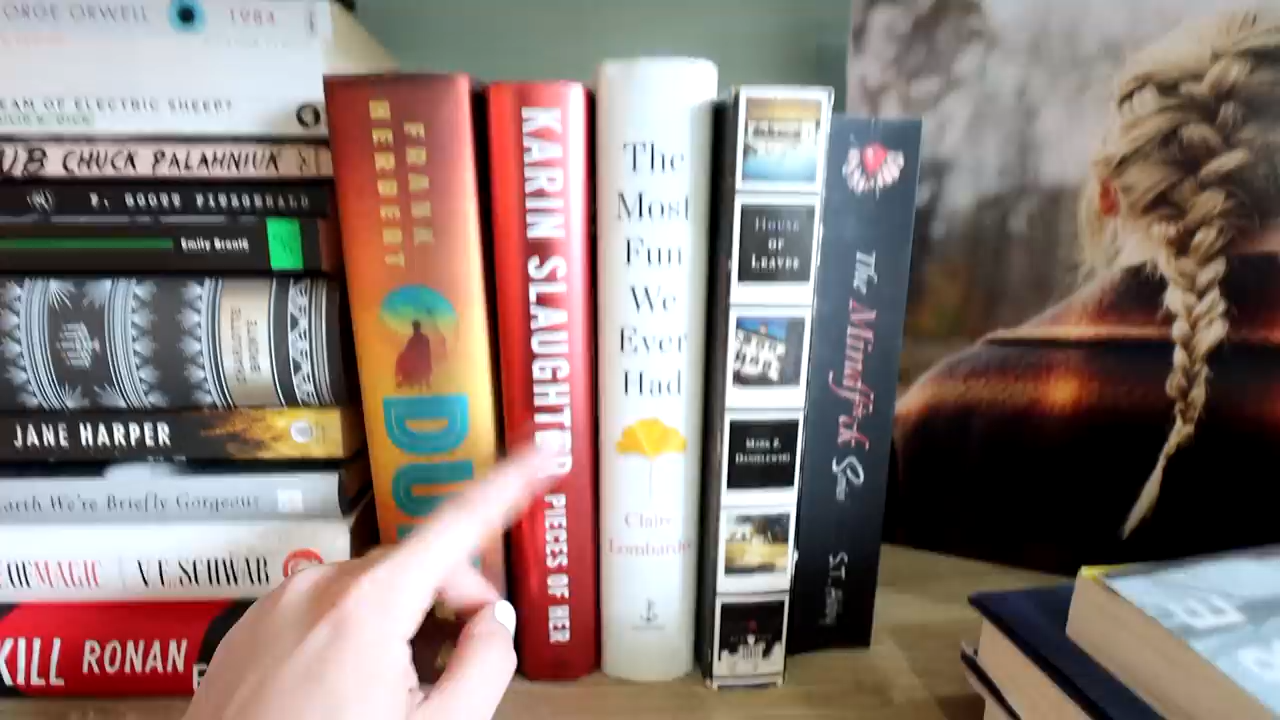 ORGE ORWELL 1984
EAM OF ELECTRIC SHEEP?
UB CHUCK PALAHNIUK
Emily Brontë
JANE HARPER
arth We're Briefly Gorgeous
MAGIC V.E. SCHWAB
KILL RONAN
FRANK
HERBERT
DU
KARIN SLAUGHTER PIECES OF HER
The
Most
Fun
We
Ever
Had
Claire
Lombardo
HOUSE
OF
LEAVES
MARK Z.
DANIELEWSKI
The Mindf*ck Series
S.T. Abby